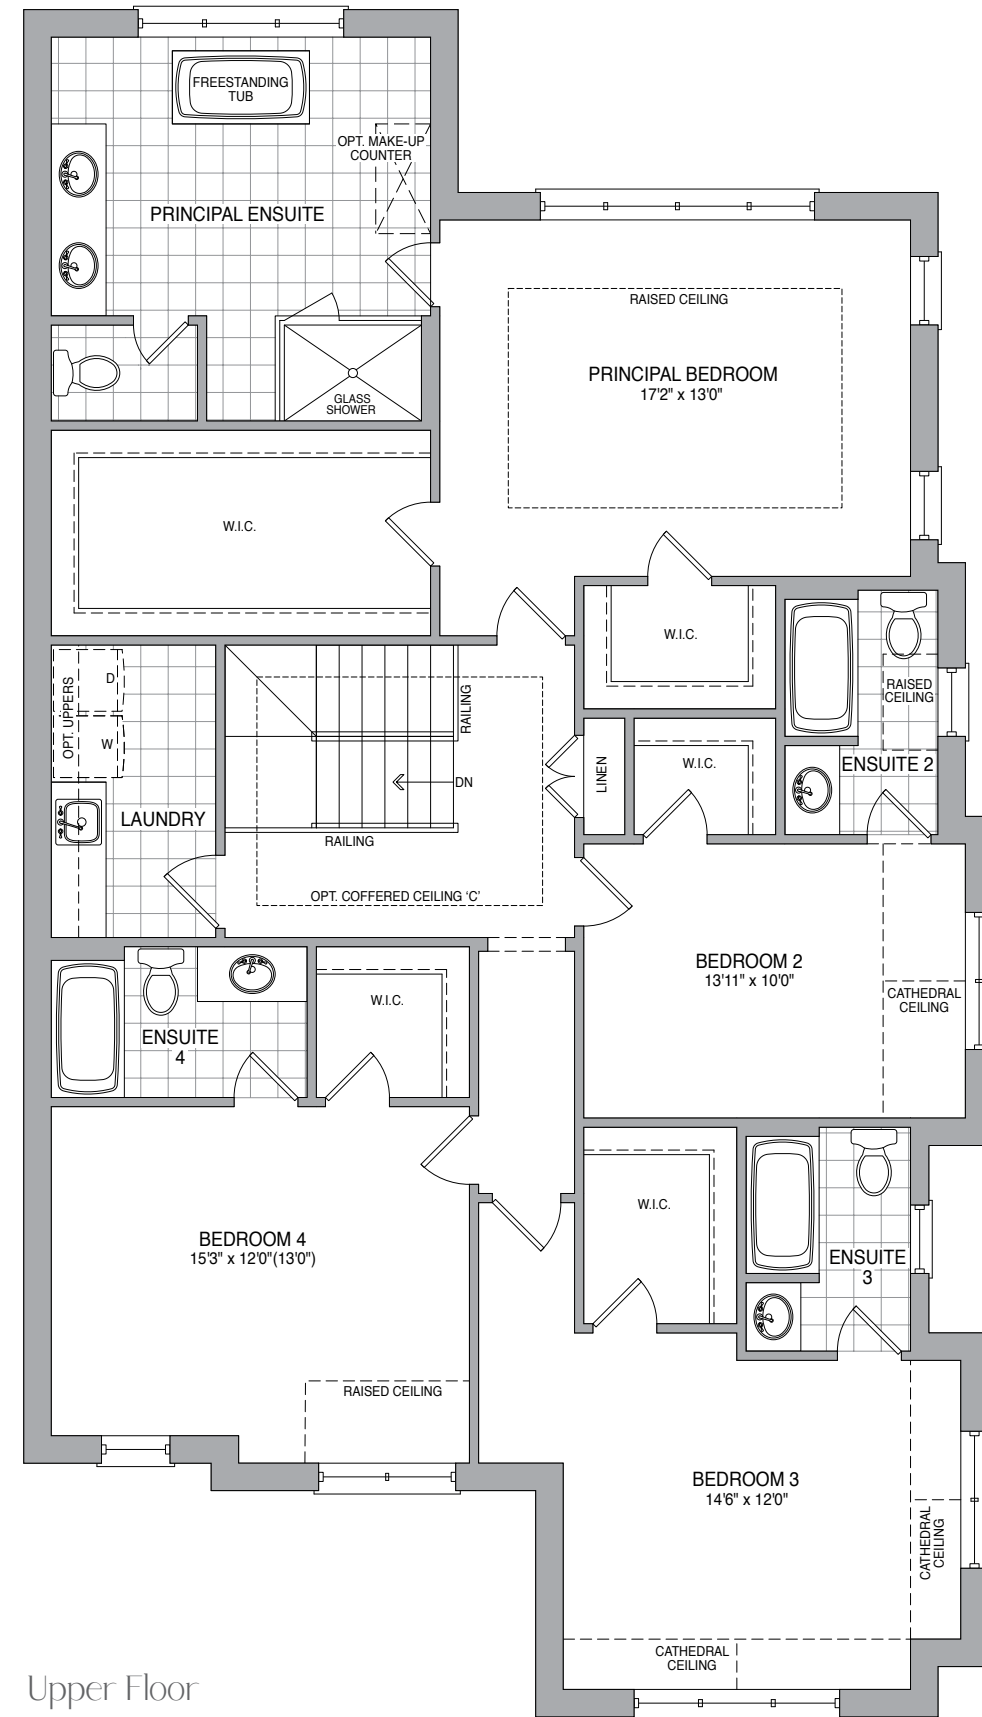 FREESTANDING
TUB
OPT. MAKE-UP
COUNTER
PRINCIPAL ENSUITE
RAISED CEILING
PRINCIPAL BEDROOM
17'2" x 13'0"
GLASS
SHOWER
W.I.C.
W.I.C.
D
OPT. UPPERS
W
RAILING
RAISED
CEILING
LINEN
W.I.C.
ENSUITE 2
DN
LAUNDRY
RAILING
OPT. COFFERED CEILING ‘C’
BEDROOM 2
13'11" x 10'0"
CATHEDRAL
CEILING
W.I.C.
ENSUITE
4
W.I.C.
BEDROOM 4
15'3" x 12'0"(13'0")
ENSUITE
3
RAISED CEILING
BEDROOM 3
14'6" x 12'0"
CATHEDRAL
CEILING
CATHEDRAL
CEILING
Upper Floor